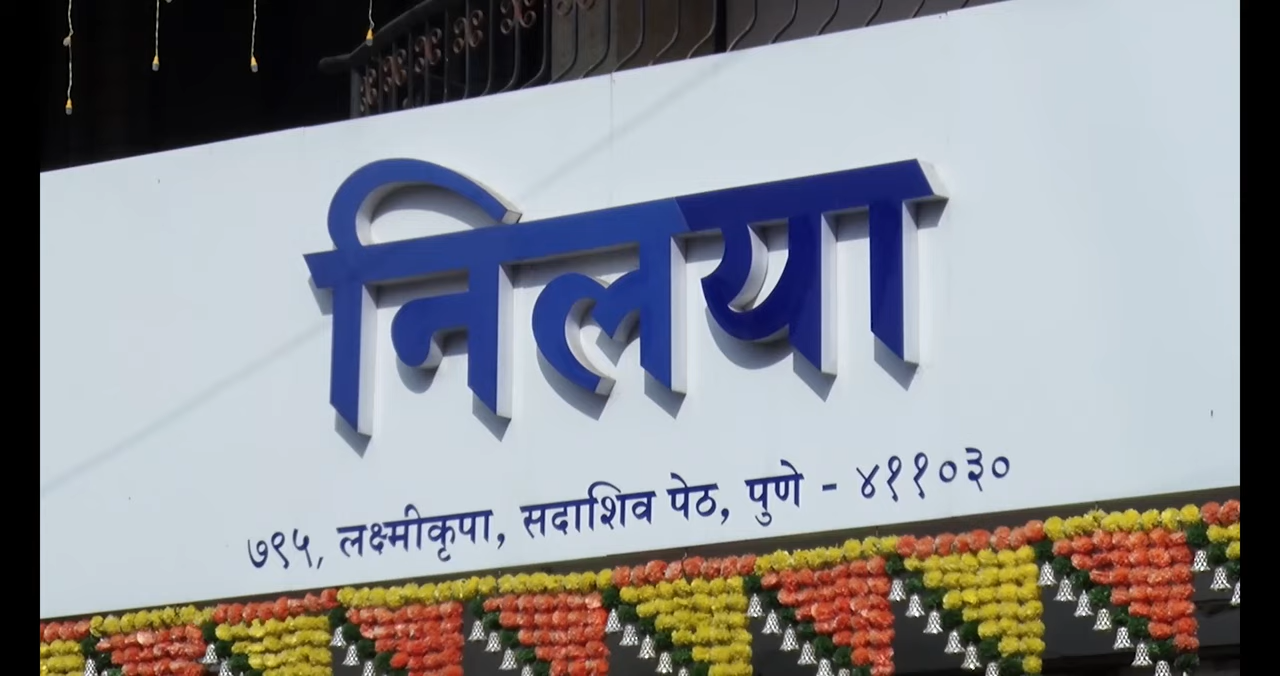 निलया
७९५, लक्ष्मीकृपा, सदाशिव पेठ, पुणे - ४११०३०